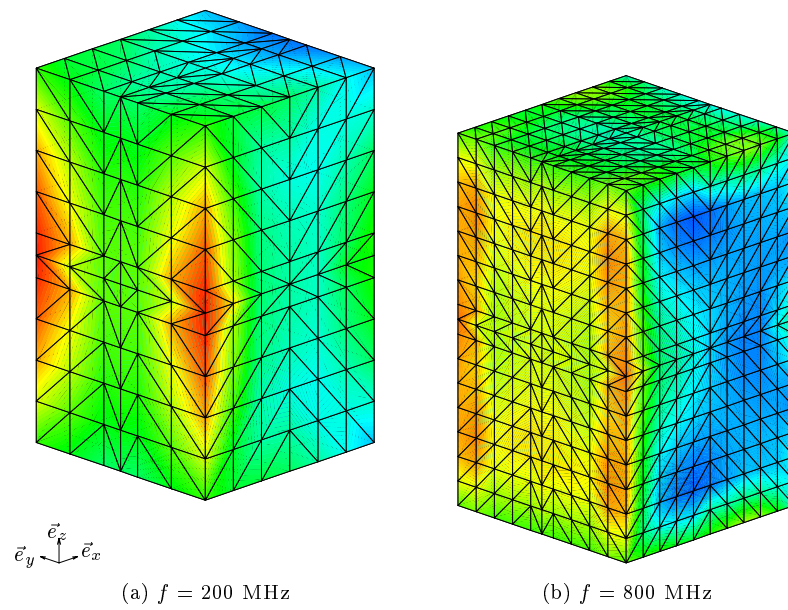 e⃗z
e⃗y e⃗x
(a) f = 200 MHz
(b) f = 800 MHz